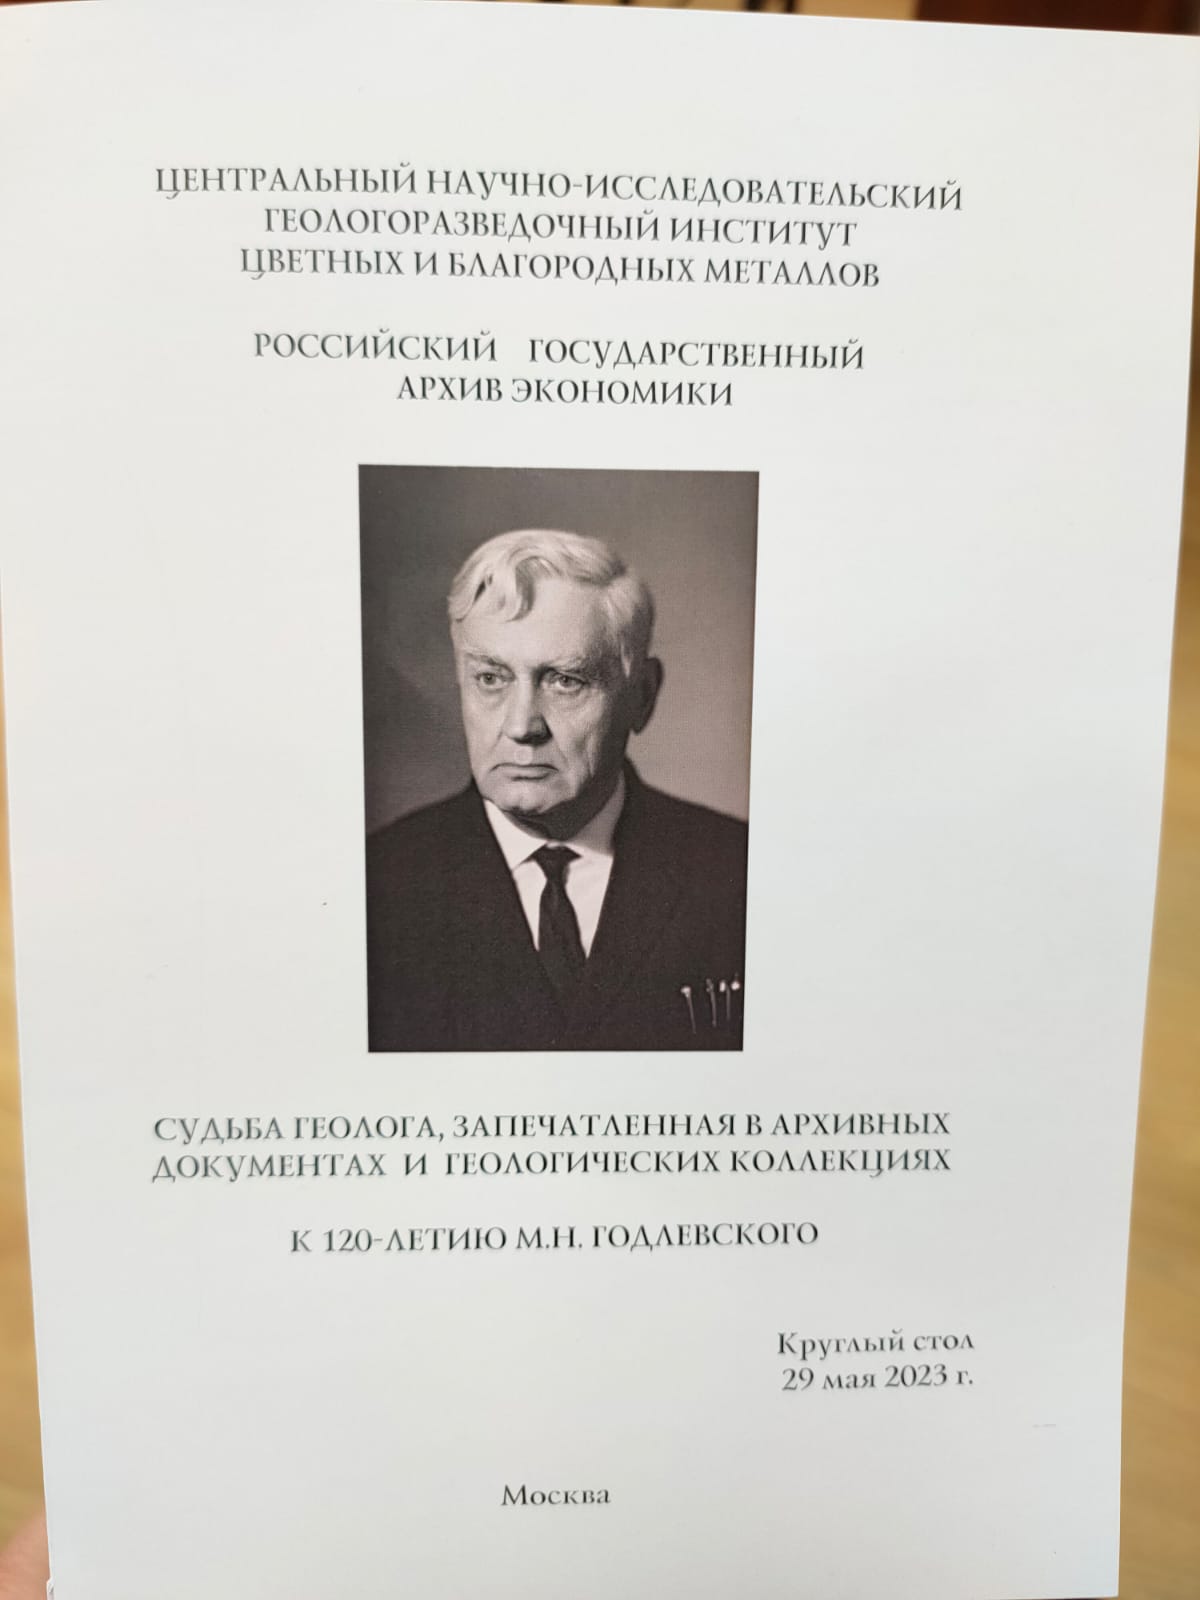 ЦЕНТРАЛЬНЫЙ НАУЧНО-ИССЛЕДОВАТЕЛЬСКИЙ
ГЕОЛОГОРАЗВЕДОЧНЫЙ ИНСТИТУТ
ЦВЕТНЫХ И БЛАГОРОДНЫХ МЕТАЛЛОВ
РОССИЙСКИЙ ГОСУДАРСТВЕННЫЙ
АРХИВ ЭКОНОМИКИ
СУДЬБА ГЕОЛОГА, ЗАПЕЧАТЛЕННАЯ В АРХИВНЫХ
ДОКУМЕНТАХ И ГЕОЛОГИЧЕСКИХ КОЛЛЕКЦИЯХ
К 120-ЛЕТИЮ М.Н. ГОДЛЕВСКОГО
Круглый стол
29 мая 2023 г.
Москва